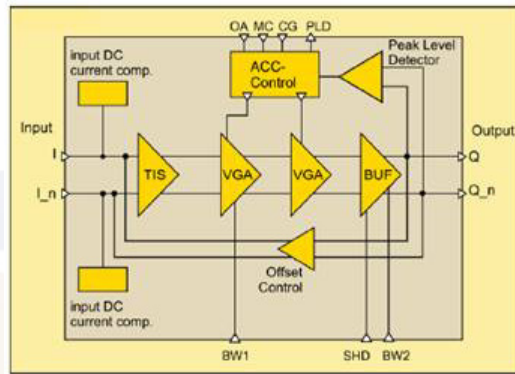 OA MC CG PLD
input DC
current comp.
ACC-
Control
Peak Level
Detector
Input
Output
I
TIS
VGA
VGA
BUF
Q
I_n
Q_n
Offset
Control
input DC
current comp.
BW1
SHD
BW2